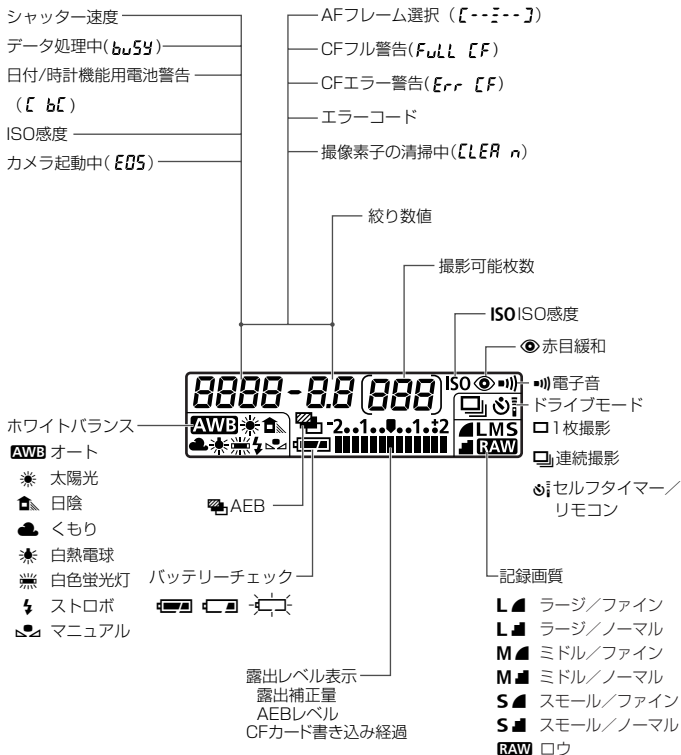 シャッター速度
データ処理中(buSY)
日付/時計機能用電池警告
([ b[)
ISO感度
カメラ起動中(EOS)
AFフレーム選択([--:--])
CFフル警告(FuLL CF)
CFエラー警告(Err CF)
エラーコード
撮像素子の清掃中(CLEA n)
絞り数値
撮影可能枚数
ISO ISO感度
赤目緩和
電子音
8888-8.8 [888] ISO
AWB -2..1..▼..1..+2 LMS
RAW
ドライブモード
1枚撮影
連続撮影
セルフタイマー/
リモコン
ホワイトバランス
AWB オート
太陽光
日陰
くもり
白熱電球
白色蛍光灯
ストロボ
マニュアル
AEB
バッテリーチェック
露出レベル表示
露出補正量
AEBレベル
CFカード書き込み経過
記録画質
L ラージ/ファイン
L ラージ/ノーマル
M ミドル/ファイン
M ミドル/ノーマル
S スモール/ファイン
S スモール/ノーマル
RAW ロウ